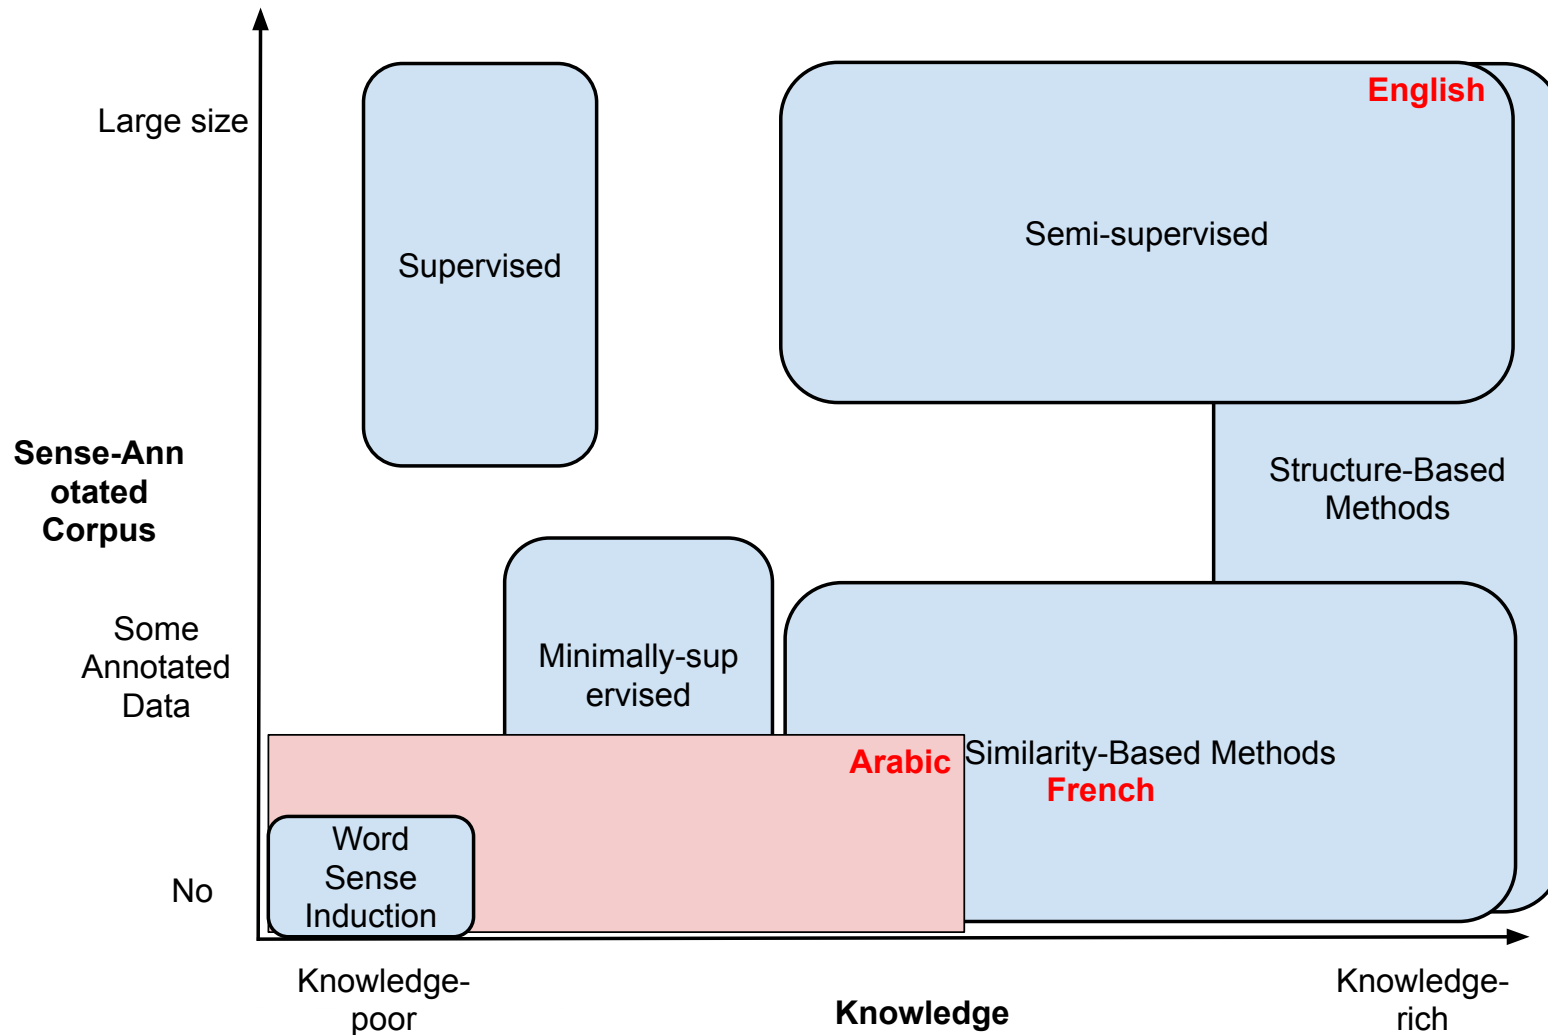 English
Large size
Semi-supervised
Supervised
Sense-Ann
otated
Corpus
Structure-Based
Methods
Some
Annotated
Data
Minimally-sup
ervised
Arabic
Similarity-Based Methods
French
Word
Sense
Induction
No
Knowledge-
poor
Knowledge
Knowledge-
rich